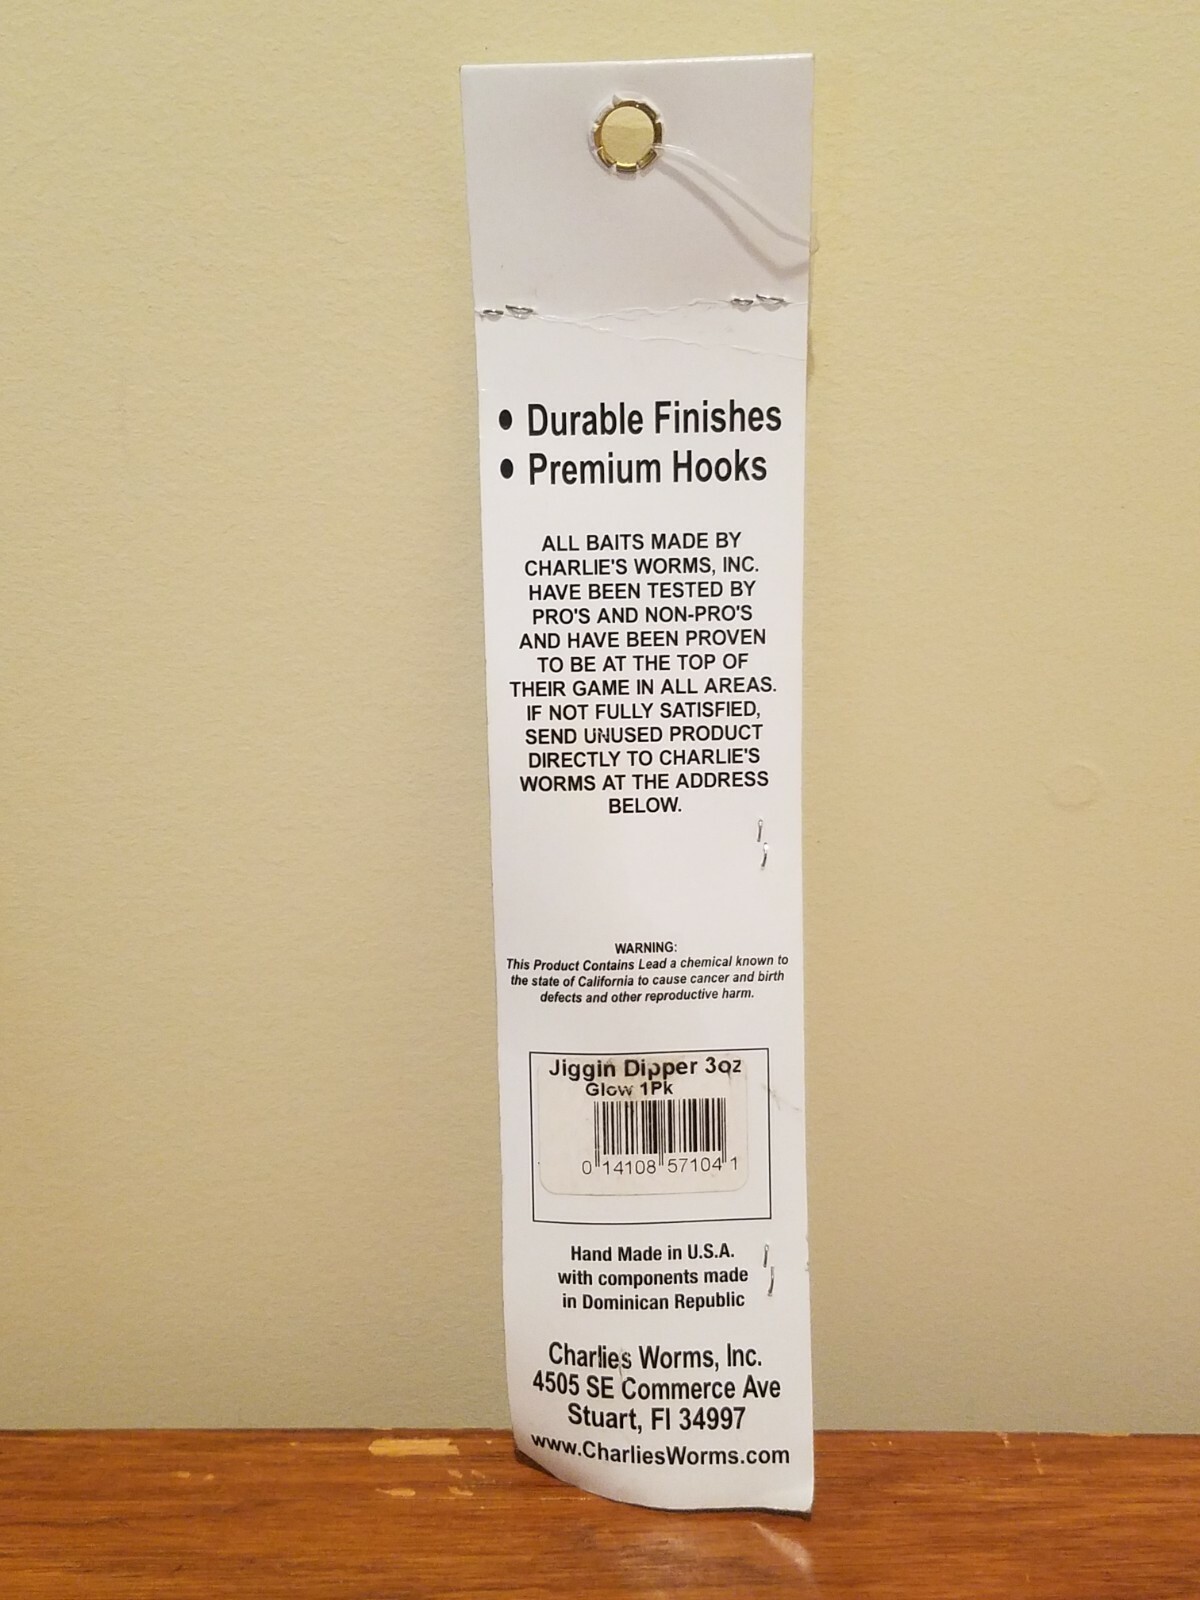 • Durable Finishes
• Premium Hooks
ALL BAITS MADE BY
CHARLIE'S WORMS, INC.
HAVE BEEN TESTED BY
PRO'S AND NON-PRO'S
AND HAVE BEEN PROVEN
TO BE AT THE TOP OF
THEIR GAME IN ALL AREAS.
IF NOT FULLY SATISFIED,
SEND UNUSED PRODUCT
DIRECTLY TO CHARLIE'S
WORMS AT THE ADDRESS
BELOW.
WARNING:
This Product Contains Lead a chemical known to
the state of California to cause cancer and birth
defects and other reproductive harm.
Jiggin Dipper 3oz
Glow 1Pk
0 14108 57104 1
Hand Made in U.S.A.
with components made
in Dominican Republic
Charlies Worms, Inc.
4505 SE Commerce Ave
Stuart, Fl 34997
www.CharliesWorms.com